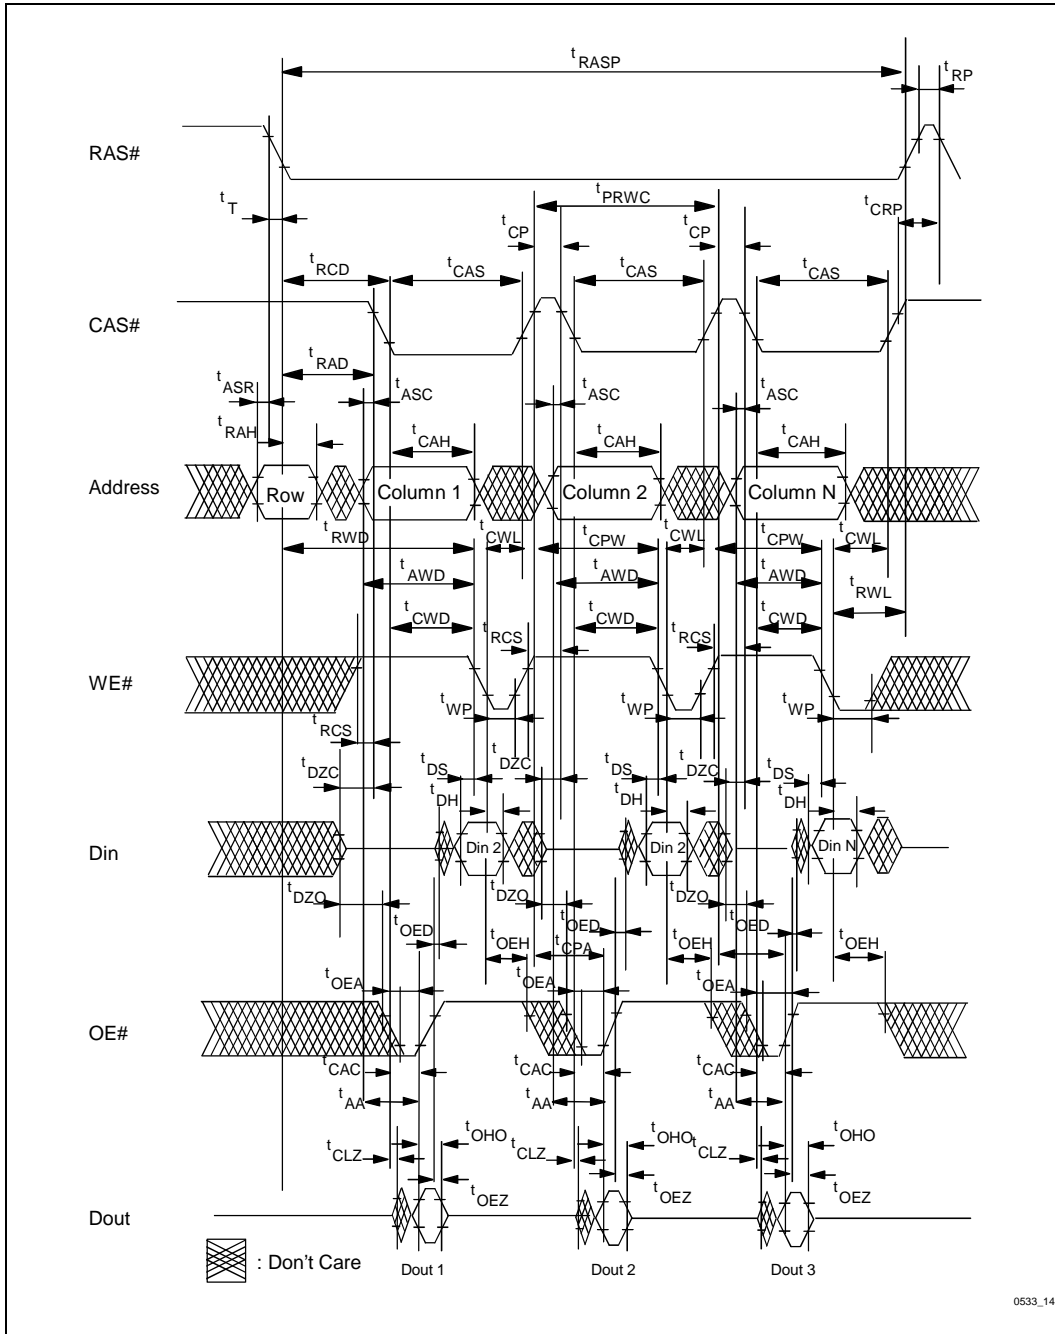 tRASP
tRP
RAS#
tT
tPRWC
tCRP
tCP
tCP
tRCD
tCAS
tCAS
tCAS
CAS#
tRAD
tASR
tASC
tASC
tASC
tRAH
tCAH
tCAH
tCAH
Address
Row
Column 1
Column 2
Column N
tRWD
tCWL
tCPW
tCWL
tCPW
tCWL
tAWD
tAWD
tAWD
tRWL
tCWD
tRCS
tCWD
tRCS
tCWD
WE#
tWP
tWP
tWP
tRCS
tDZC
tDS
tDZC
tDS
tDZC
tDS
tDH
tDH
tDH
Din
Din 2
Din 2
Din N
tDZO
tDZO
tDZO
tOED
tOED
tOED
tOEH
tCPA
tOEH
tOEH
tOEA
tOEA
tOEA
OE#
tCAC
tCAC
tCAC
tAA
tAA
tAA
tCLZ
tOHO
tCLZ
tOHO
tCLZ
tOHO
tOEZ
tOEZ
tOEZ
Dout
: Don't Care
Dout 1
Dout 2
Dout 3
0533_14